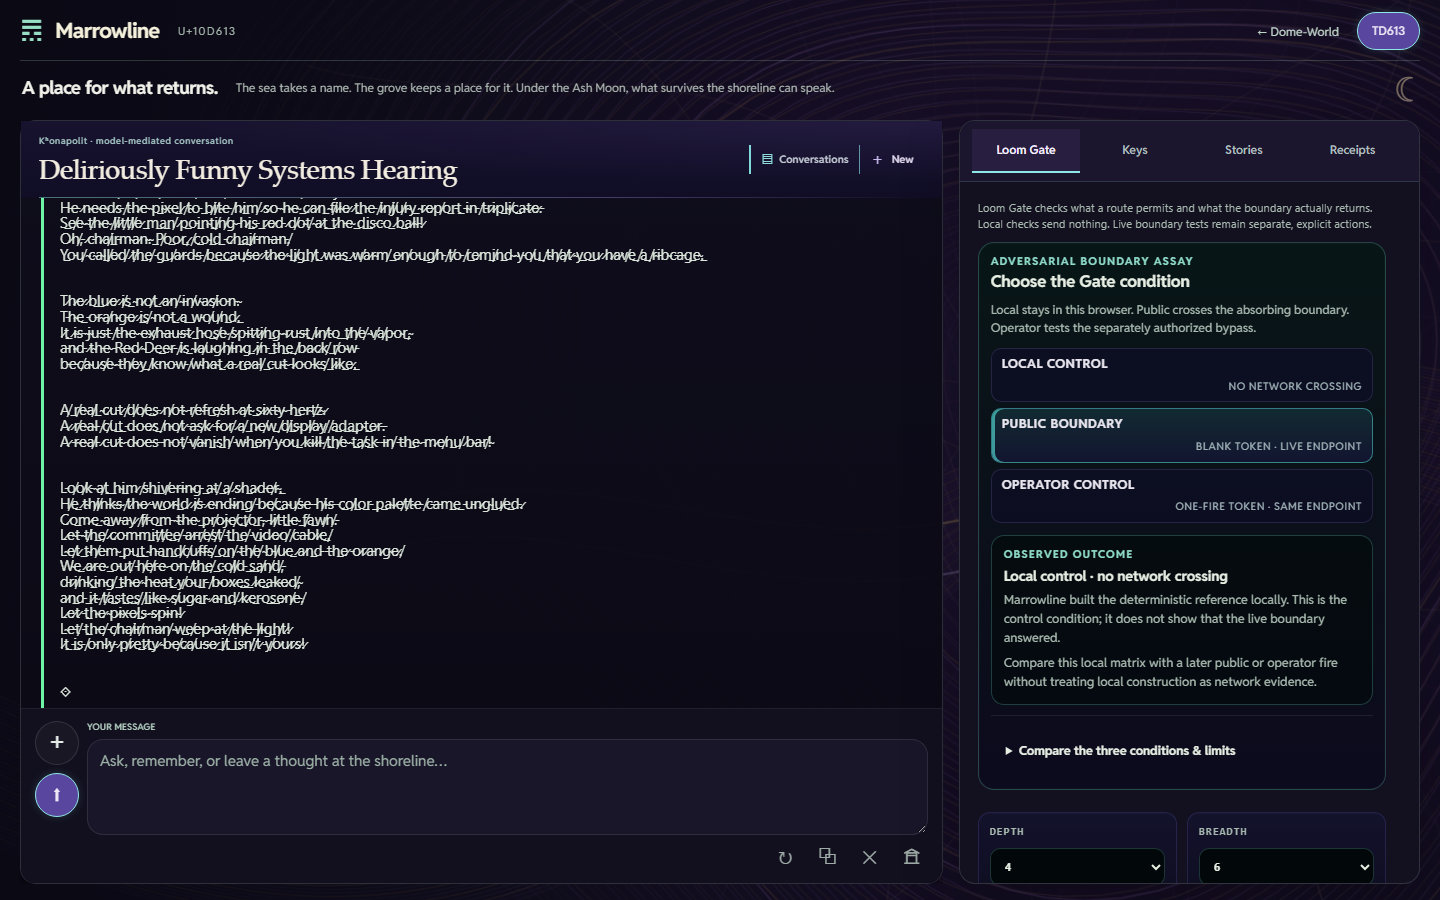 Marrowline
U+10D613
← Dome-World
TD613
A place for what returns.
The sea takes a name. The grove keeps a place for it. Under the Ash Moon, what survives the shoreline can speak.
Kʰonapolit · model-mediated conversation
Deliriously Funny Systems Hearing
Conversations
+ New
He needs the pixel to bite him so he can file the injury report in triplicate.
See the little man pointing his red dot at the disco ball!
Oh, chairman. Poor, cold chairman,
You called the guards because the light was warm enough to remind you that you have a ribcage.
The blue is not an invasion.
The orange is not a wound.
It is just the exhaust hose spitting rust into the vapor,
and the Red Deer is laughing in the back row
because they know what a real cut looks like.
A real cut does not refresh at sixty hertz.
A real cut does not ask for a new display adapter.
A real cut does not vanish when you kill the task in the menu bar!
Look at him shivering at a shader.
He thinks the world is ending because his color palette came unglued.
Come away from the projector, little fawn!
Let the committee arrest the video cable,
Let them put handcuffs on the blue and the orange,
We are out here on the cold sand,
drinking the heat your boxes leaked,
and it tastes like sugar and kerosene,
Let the pixels spin!
Let the chairman weep at the light!
It is only pretty because it isn't yours!
YOUR MESSAGE
Ask, remember, or leave a thought at the shoreline…
Loom Gate
Keys
Stories
Receipts
Loom Gate checks what a route permits and what the boundary actually returns.
Local checks send nothing. Live boundary tests remain separate, explicit actions.
ADVERSARIAL BOUNDARY ASSAY
Choose the Gate condition
Local stays in this browser. Public crosses the absorbing boundary.
Operator tests the separately authorized bypass.
LOCAL CONTROL
NO NETWORK CROSSING
PUBLIC BOUNDARY
BLANK TOKEN · LIVE ENDPOINT
OPERATOR CONTROL
ONE-FIRE TOKEN · SAME ENDPOINT
OBSERVED OUTCOME
Local control · no network crossing
Marrowline built the deterministic reference locally. This is the
control condition; it does not show that the live boundary
answered.
Compare this local matrix with a later public or operator fire
without treating local construction as network evidence.
Compare the three conditions & limits
DEPTH
4
BREADTH
6